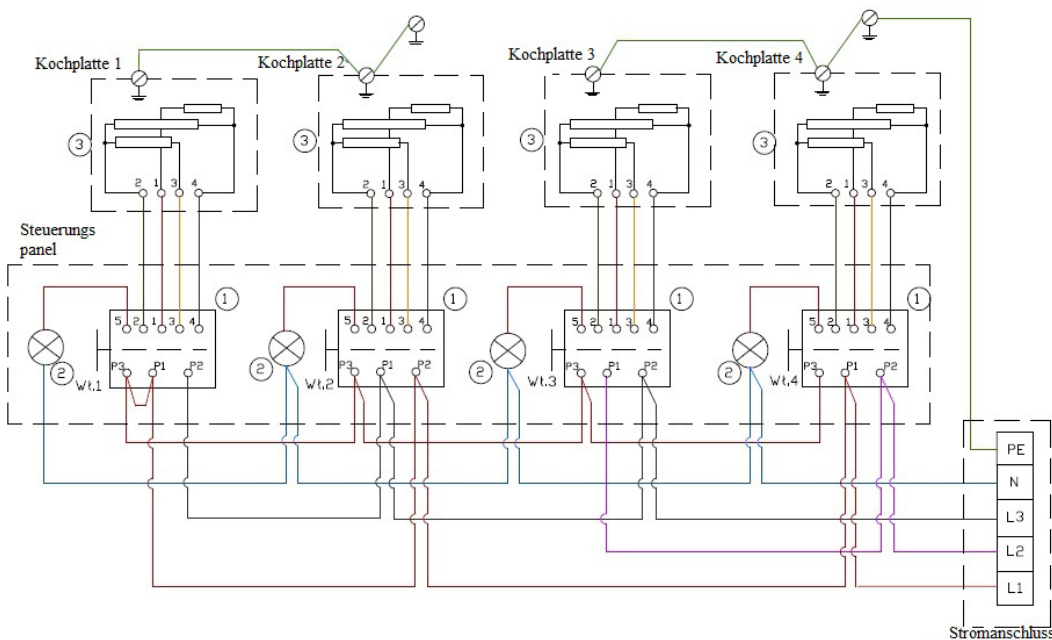 Kochplatte 1
Kochplatte 2
Kochplatte 3
Kochplatte 4
3
3
3
3
2 1 3 4
2 1 3 4
2 1 3 4
2 1 3 4
Steuerungs
panel
1
1
1
1
5 2 1 3 4
5 2 1 3 4
5 2 1 3 4
5 2 1 3 4
2
2
2
2
P3 P1 P2
P3 P1 P2
P3 P1 P2
P3 P1 P2
Wł.1
Wł.2
Wł.3
Wł.4
PE
N
L3
L2
L1
Stromanschluss